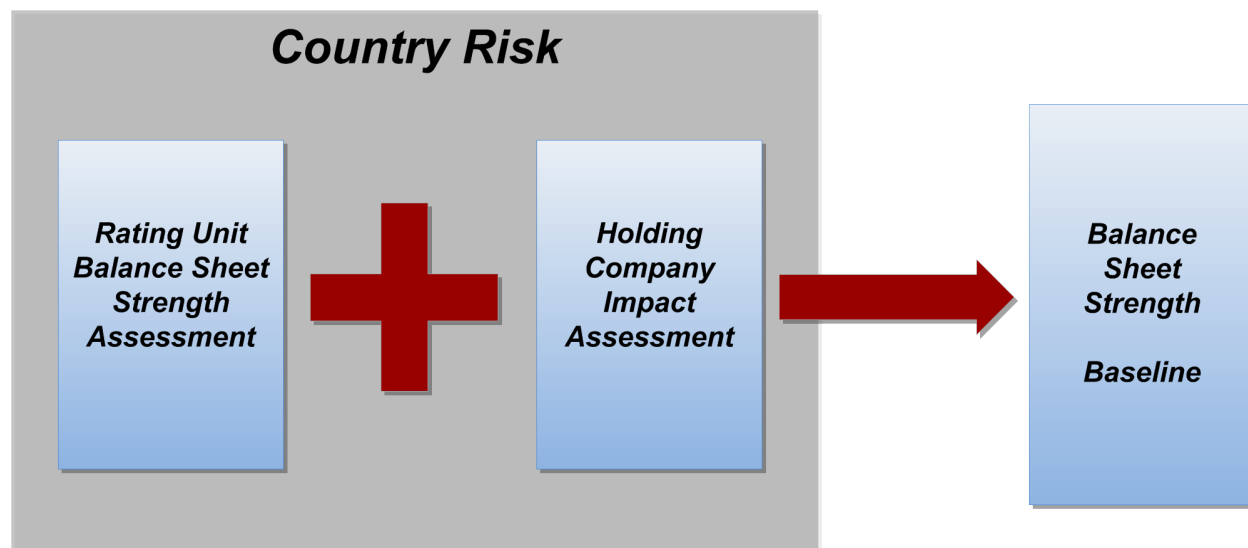 Country Risk
Rating Unit
Balance Sheet
Strength
Assessment
Holding
Company
Impact
Assessment
Balance
Sheet
Strength
Baseline